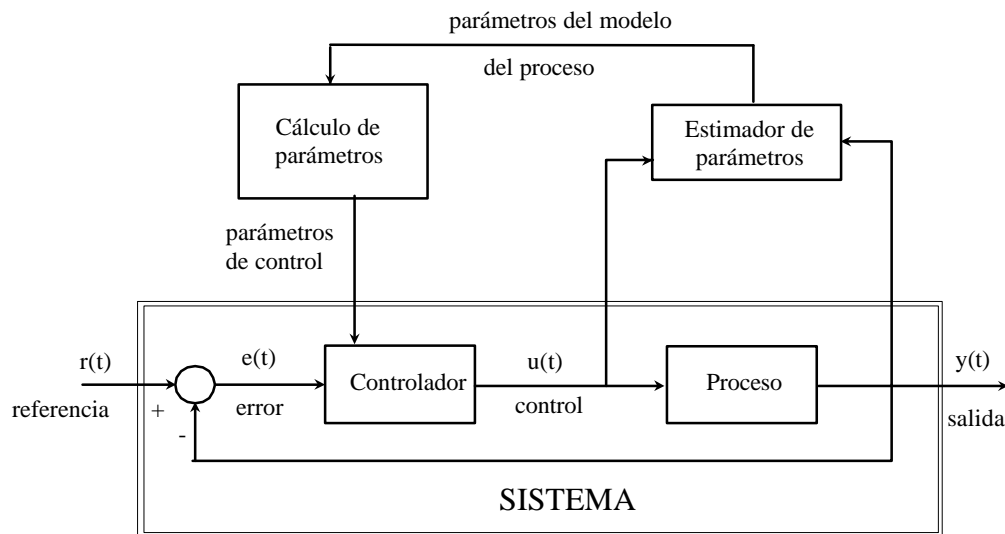 parámetros del modelo
del proceso
Cálculo de
parámetros
Estimador de
parámetros
parámetros
de control
r(t)
e(t)
Controlador
u(t)
Proceso
y(t)
referencia
+
error
control
salida
-
SISTEMA